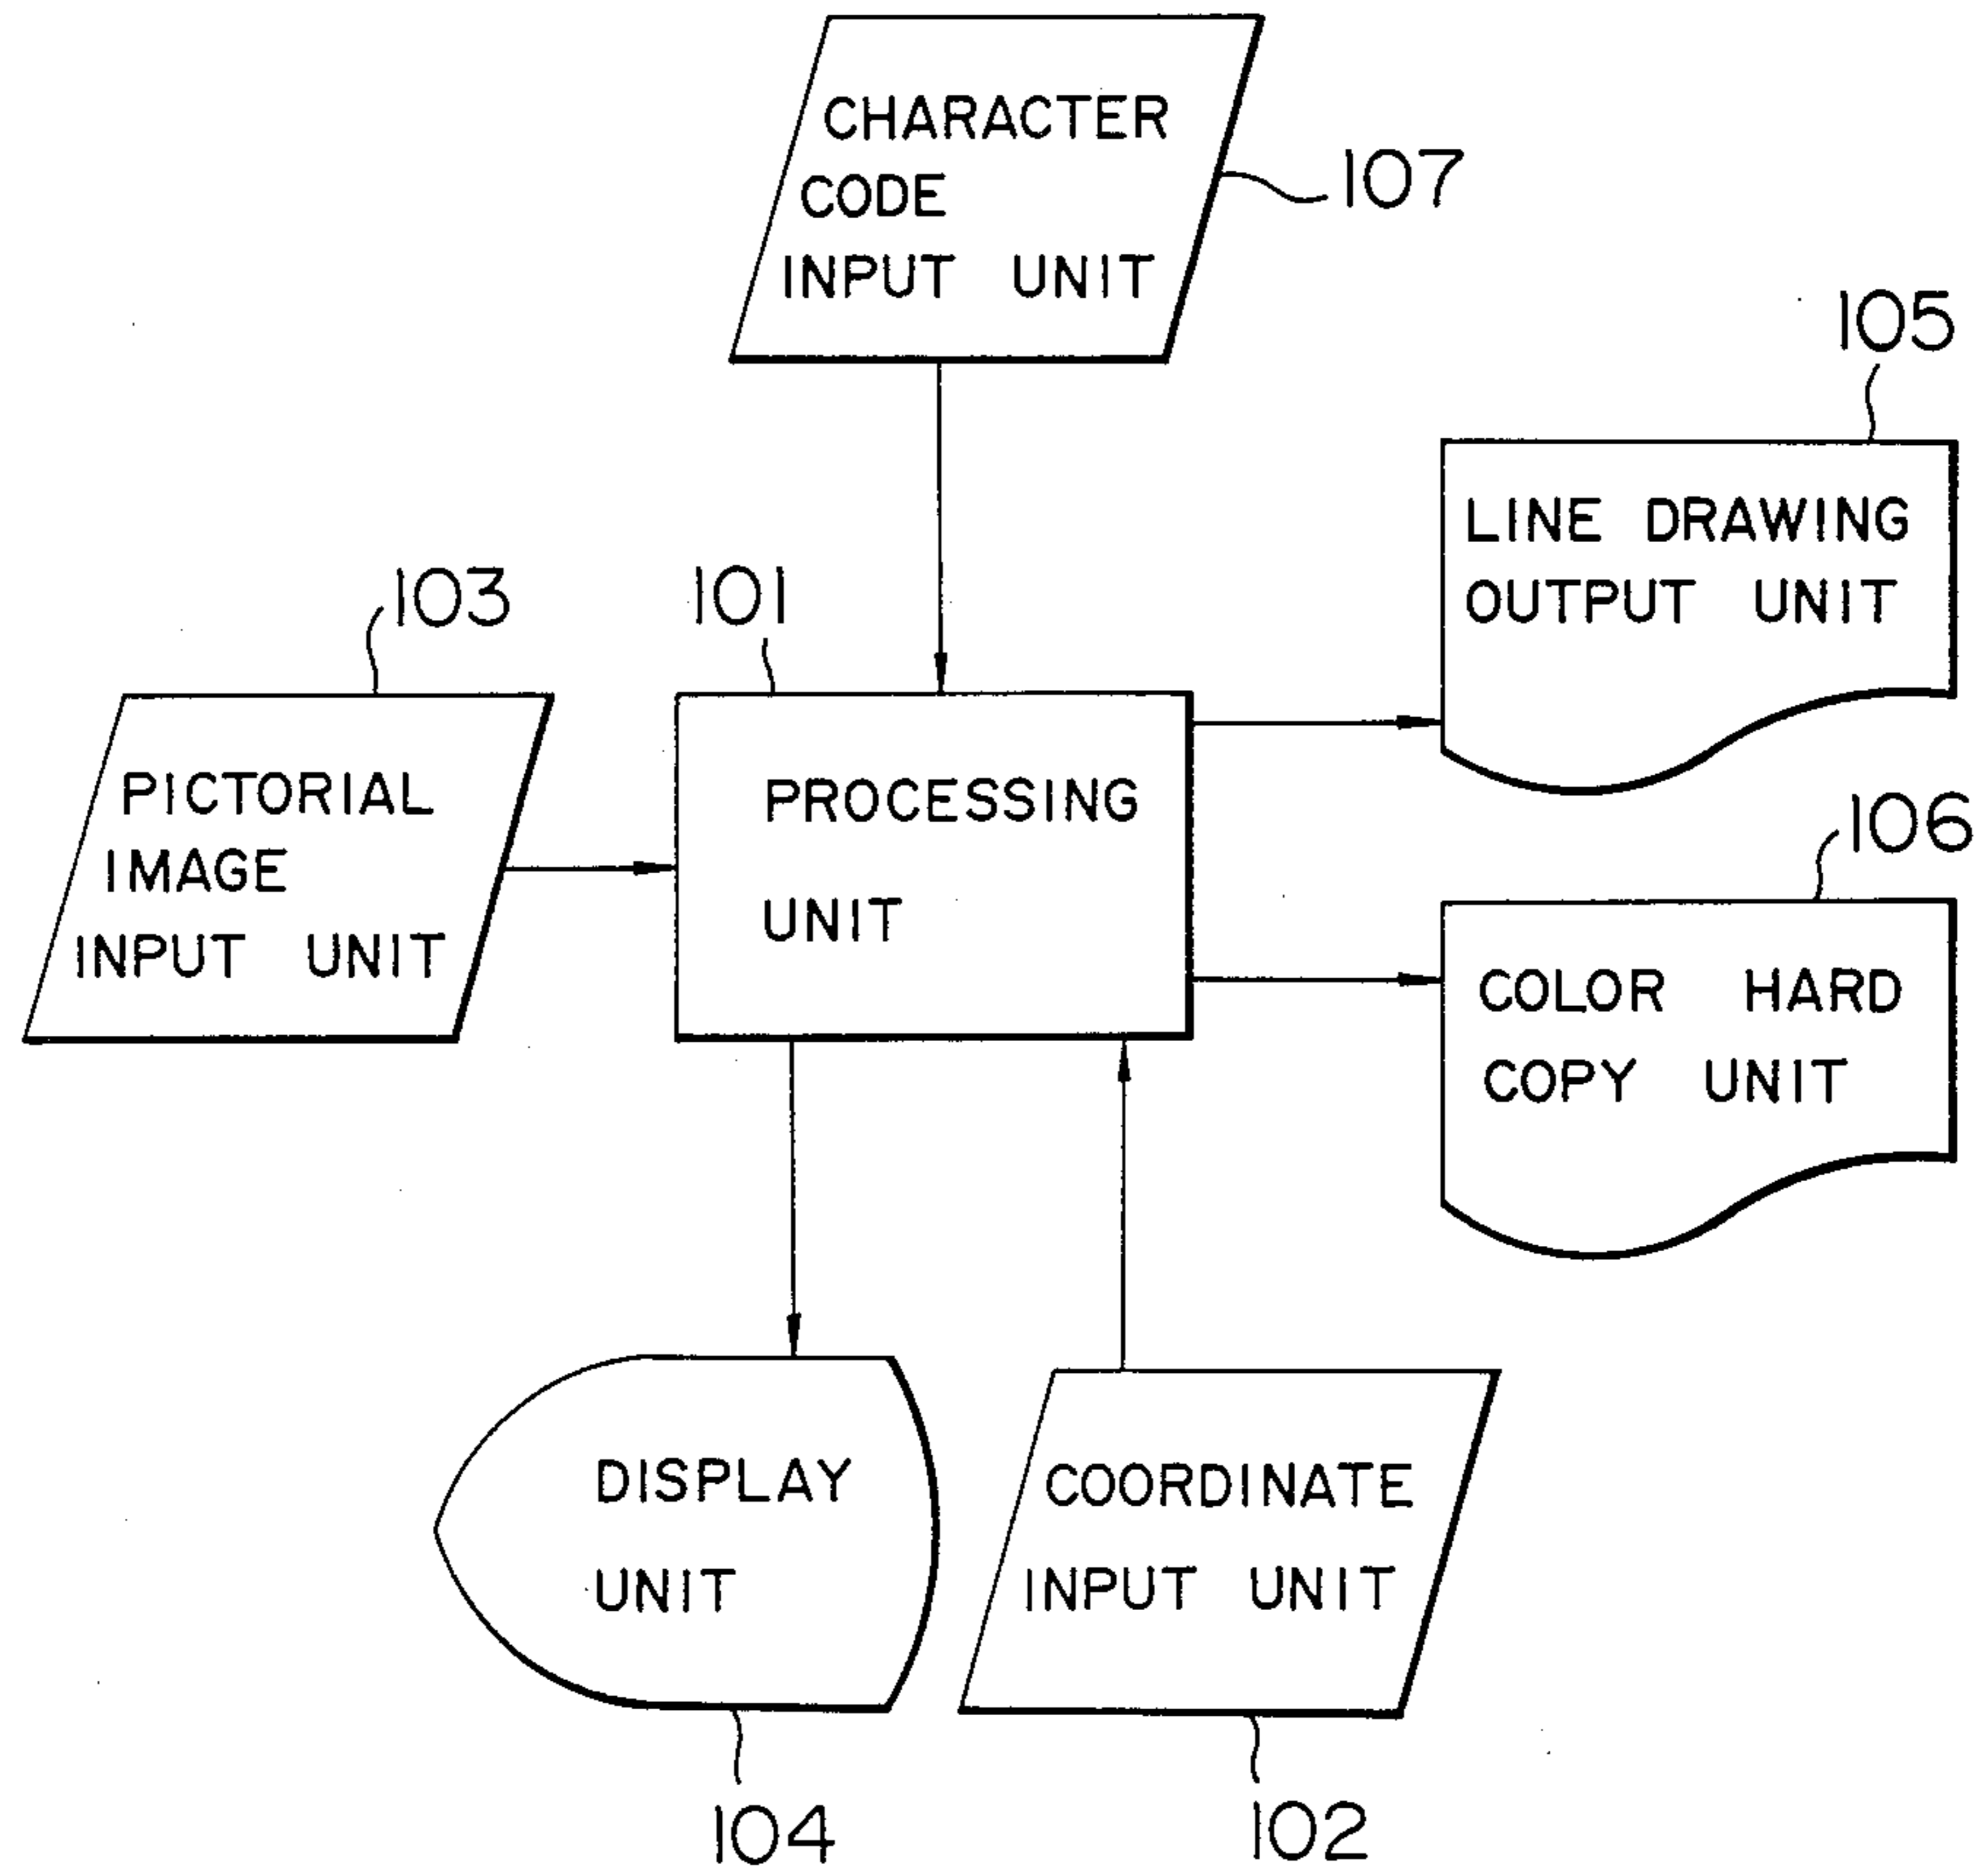 CHARACTER
CODE
INPUT UNIT
107
105
LINE DRAWING
OUTPUT UNIT
103
101
PICTORIAL
IMAGE
INPUT UNIT
PROCESSING
UNIT
106
COLOR HARD
COPY UNIT
DISPLAY
UNIT
COORDINATE
INPUT UNIT
104
102